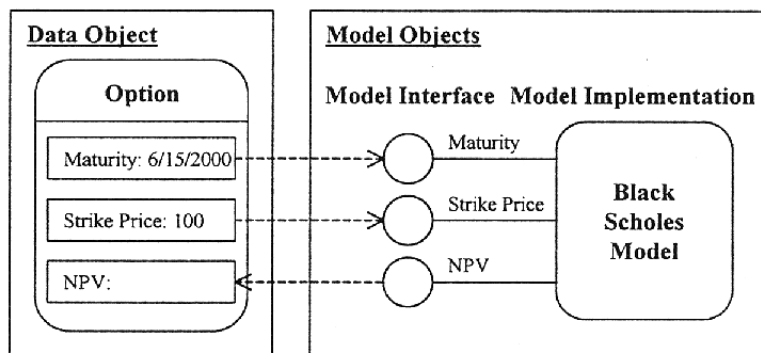 Data Object
Option
Maturity: 6/15/2000
Strike Price: 100
NPV:
Model Objects
Model Interface Model Implementation
Maturity
Strike Price
NPV
Black
Scholes
Model